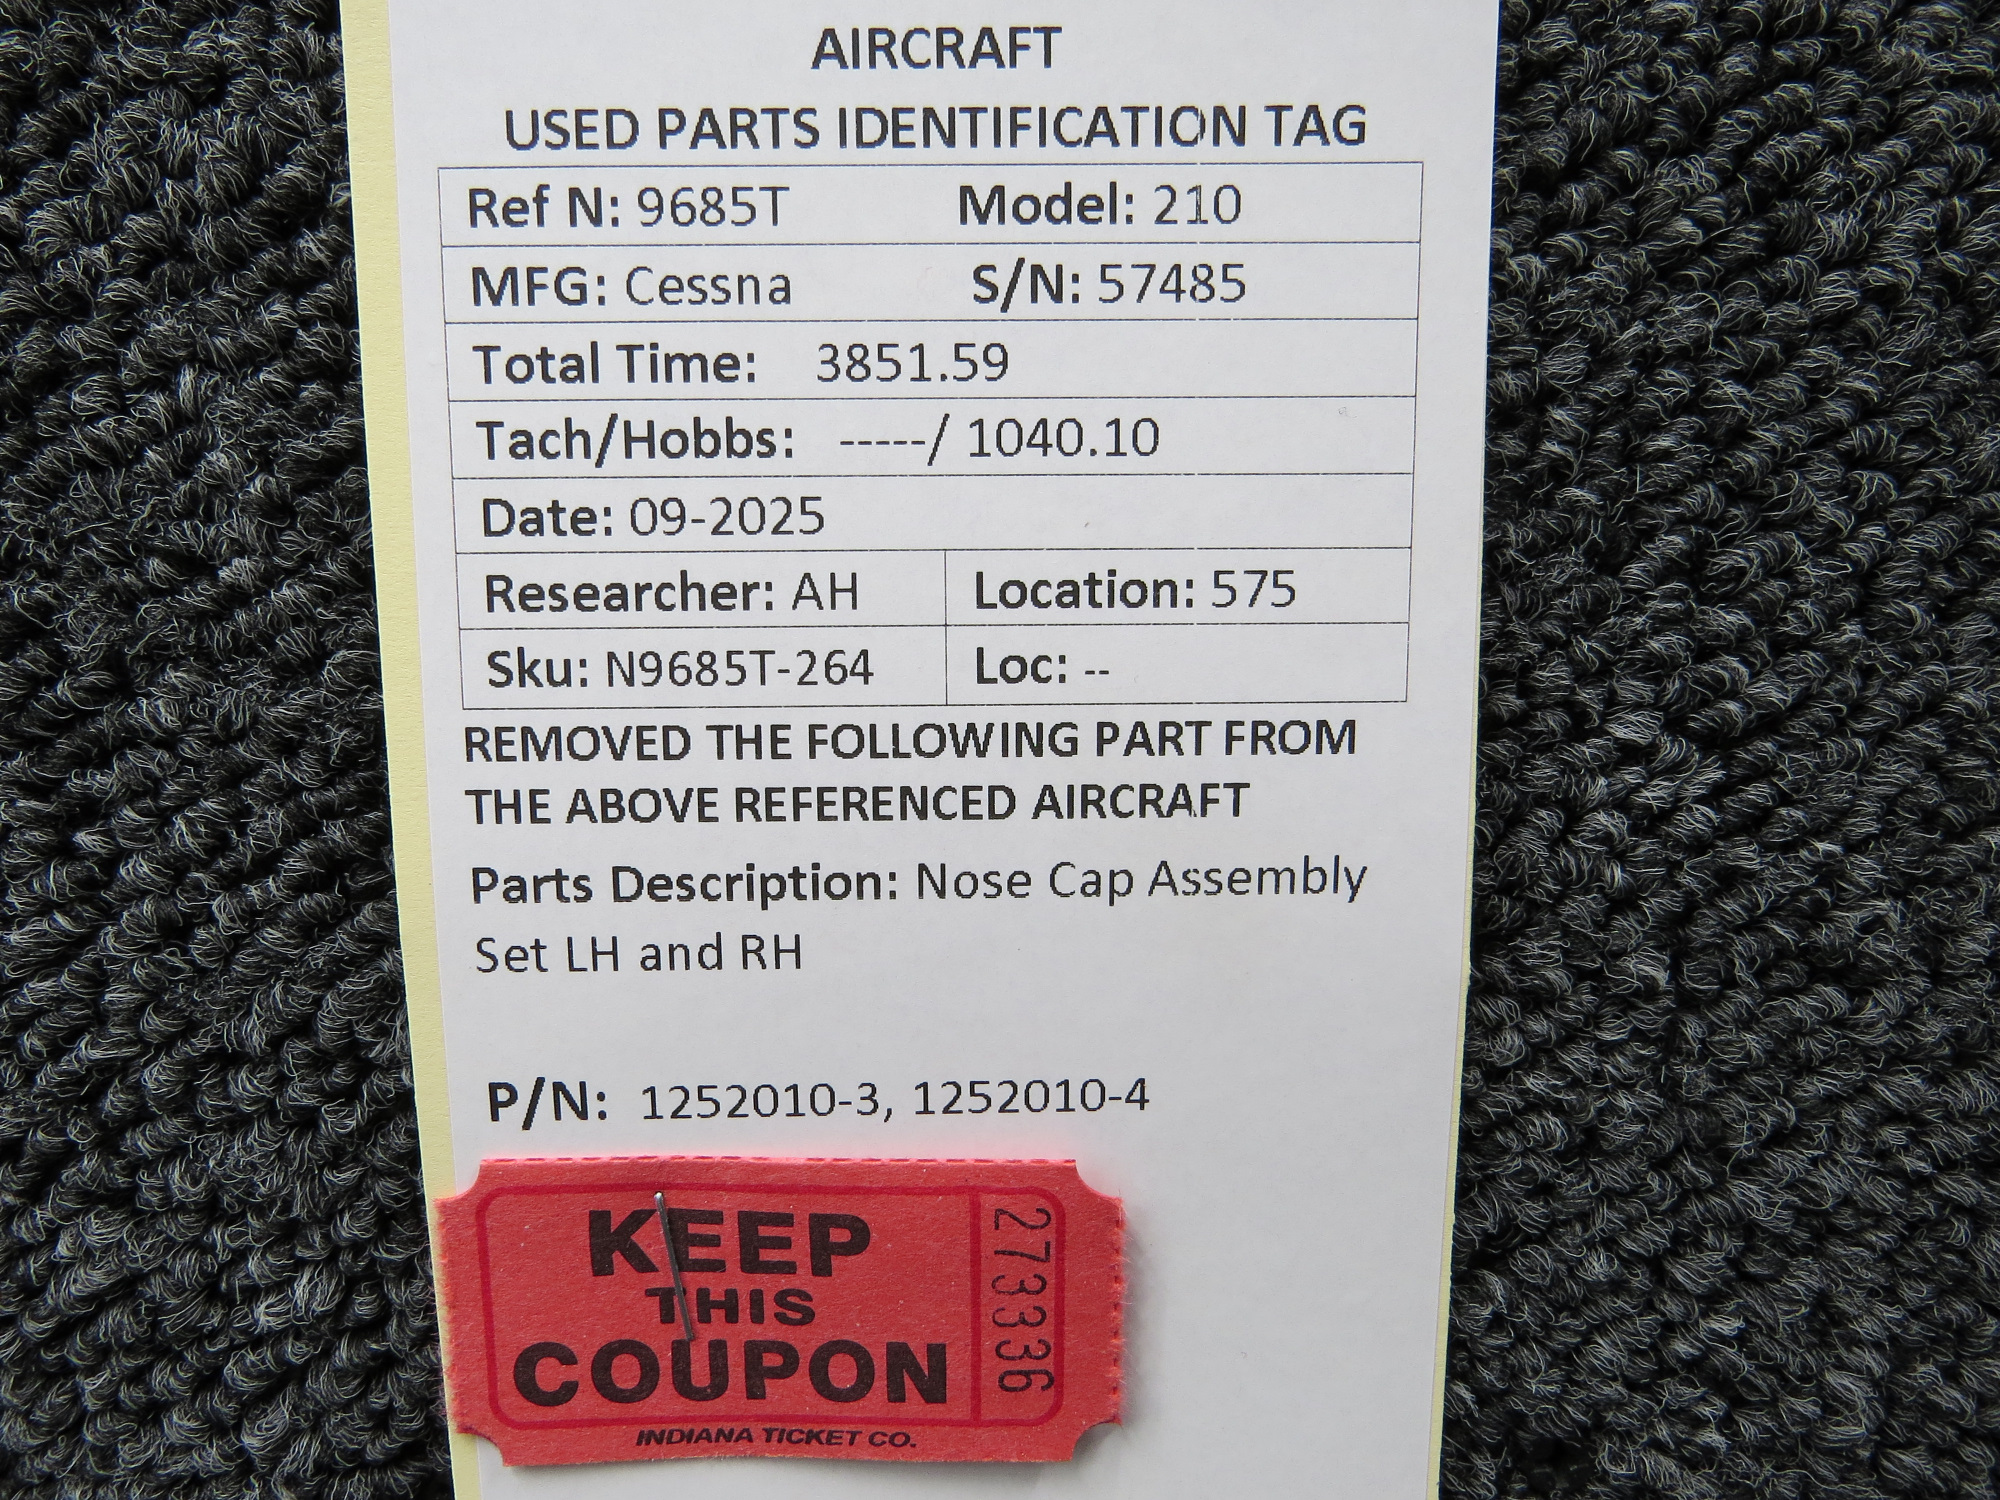 AIRCRAFT
USED PARTS IDENTIFICATION TAG
Ref N: 9685T Model: 210
MFG: Cessna S/N: 57485
Total Time: 3851.59
Tach/Hobbs: -----/ 1040.10
Date: 09-2025
Researcher: AH Location: 575
Sku: N9685T-264 Loc: --
REMOVED THE FOLLOWING PART FROM
THE ABOVE REFERENCED AIRCRAFT
Parts Description: Nose Cap Assembly
Set LH and RH
P/N: 1252010-3, 1252010-4
KEEP
THIS
COUPON
INDIANA TICKET CO.
273336